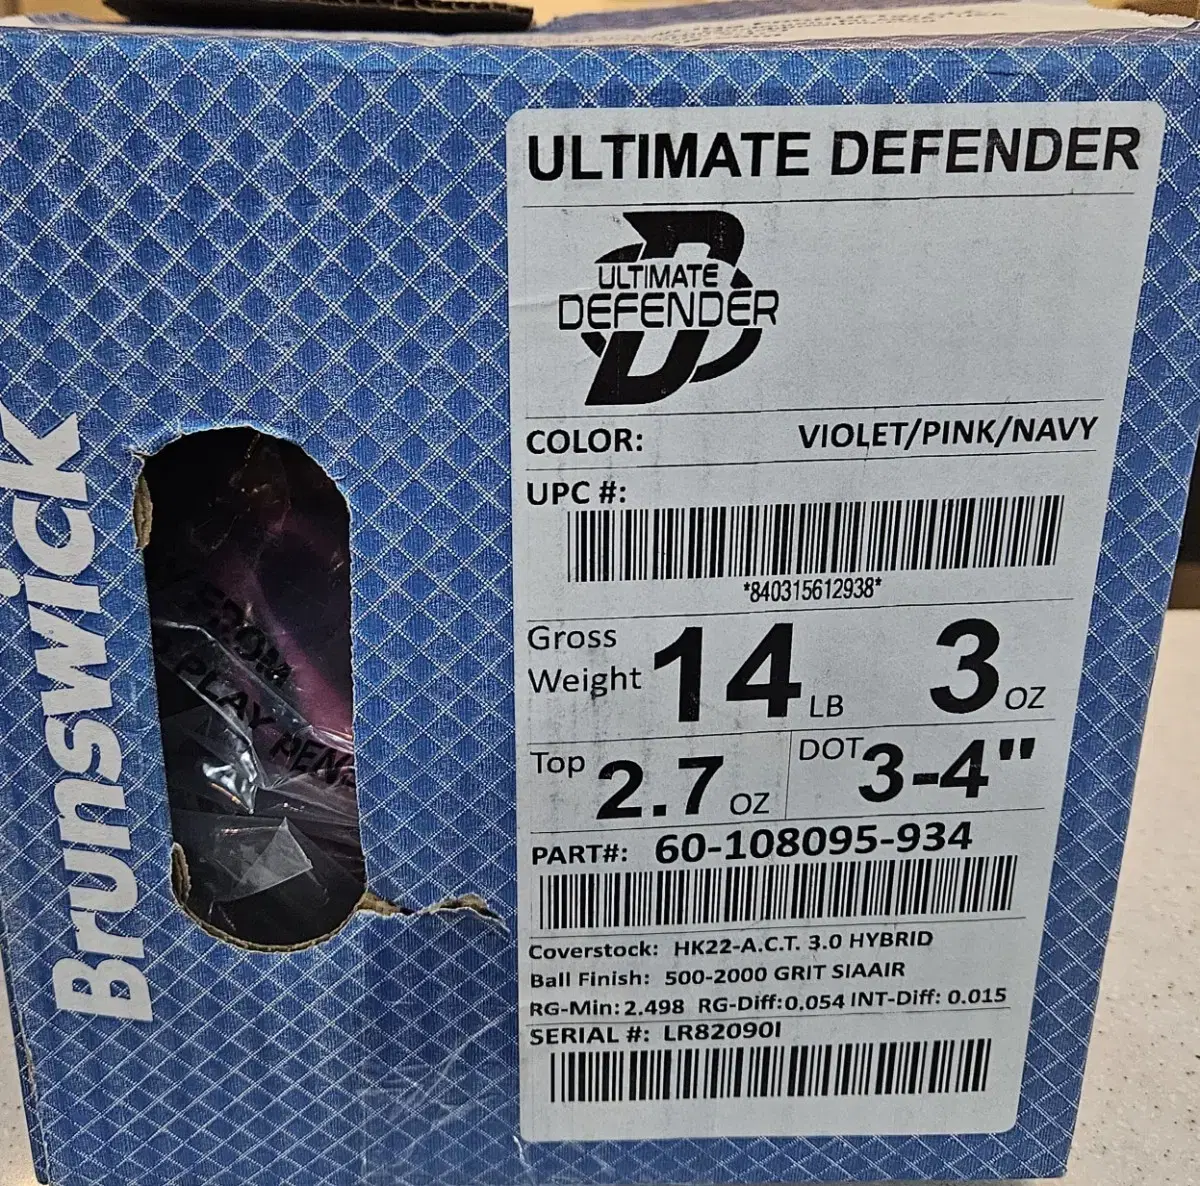 Brunswick
ULTIMATE DEFENDER
ULTIMATE
DEFENDER
COLOR: VIOLET/PINK/NAVY
UPC #:
*840315612938*
Gross Weight 14 LB 3 OZ
Top 2.7 OZ DOT 3-4"
PART#: 60-108095-934
Coverstock: HK22-A.C.T. 3.0 HYBRID
Ball Finish: 500-2000 GRIT SIAAIR
RG-Min: 2.498 RG-Diff:0.054 INT-Diff: 0.015
SERIAL #: LR82090I
FROM
PLAY